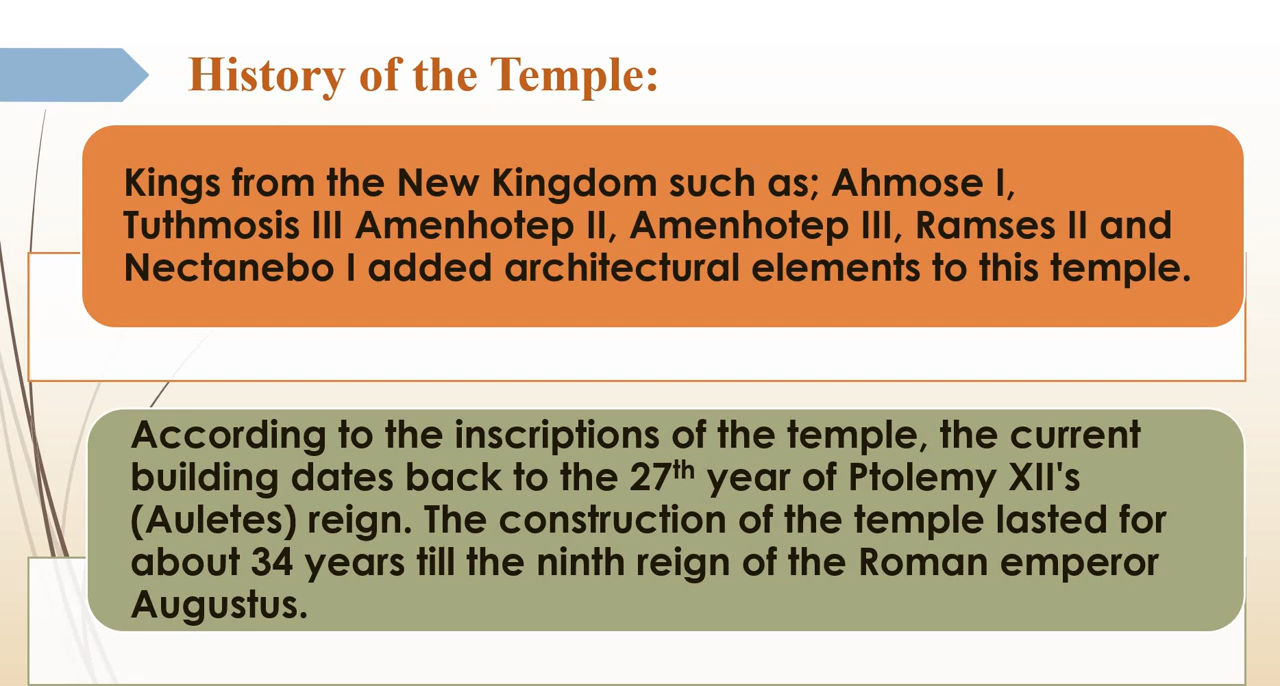 History of the Temple:
Kings from the New Kingdom such as; Ahmose I,
Tuthmosis III Amenhotep II, Amenhotep III, Ramses II and
Nectanebo I added architectural elements to this temple.
According to the inscriptions of the temple, the current
building dates back to the 27th year of Ptolemy XII's
(Auletes) reign. The construction of the temple lasted for
about 34 years till the ninth reign of the Roman emperor
Augustus.